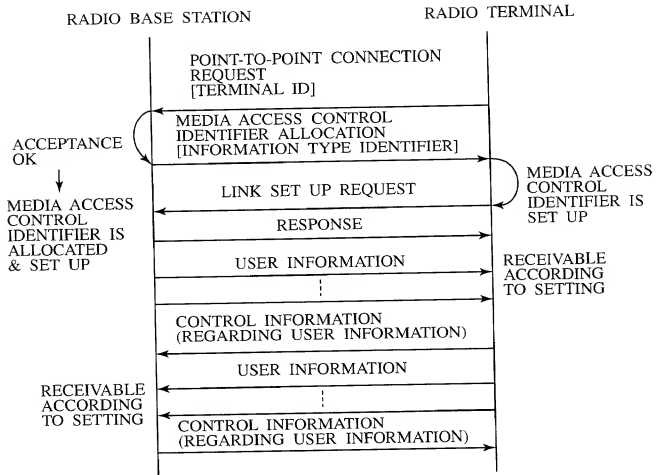 RADIO BASE STATION
RADIO TERMINAL
POINT-TO-POINT CONNECTION
REQUEST
[TERMINAL ID]
MEDIA ACCESS CONTROL
IDENTIFIER ALLOCATION
[INFORMATION TYPE IDENTIFIER]
ACCEPTANCE
OK
MEDIA ACCESS
CONTROL
IDENTIFIER IS
ALLOCATED
& SET UP
MEDIA ACCESS
CONTROL
IDENTIFIER IS
SET UP
LINK SET UP REQUEST
RESPONSE
USER INFORMATION
RECEIVABLE
ACCORDING
TO SETTING
CONTROL INFORMATION
(REGARDING USER INFORMATION)
USER INFORMATION
RECEIVABLE
ACCORDING
TO SETTING
CONTROL INFORMATION
(REGARDING USER INFORMATION)